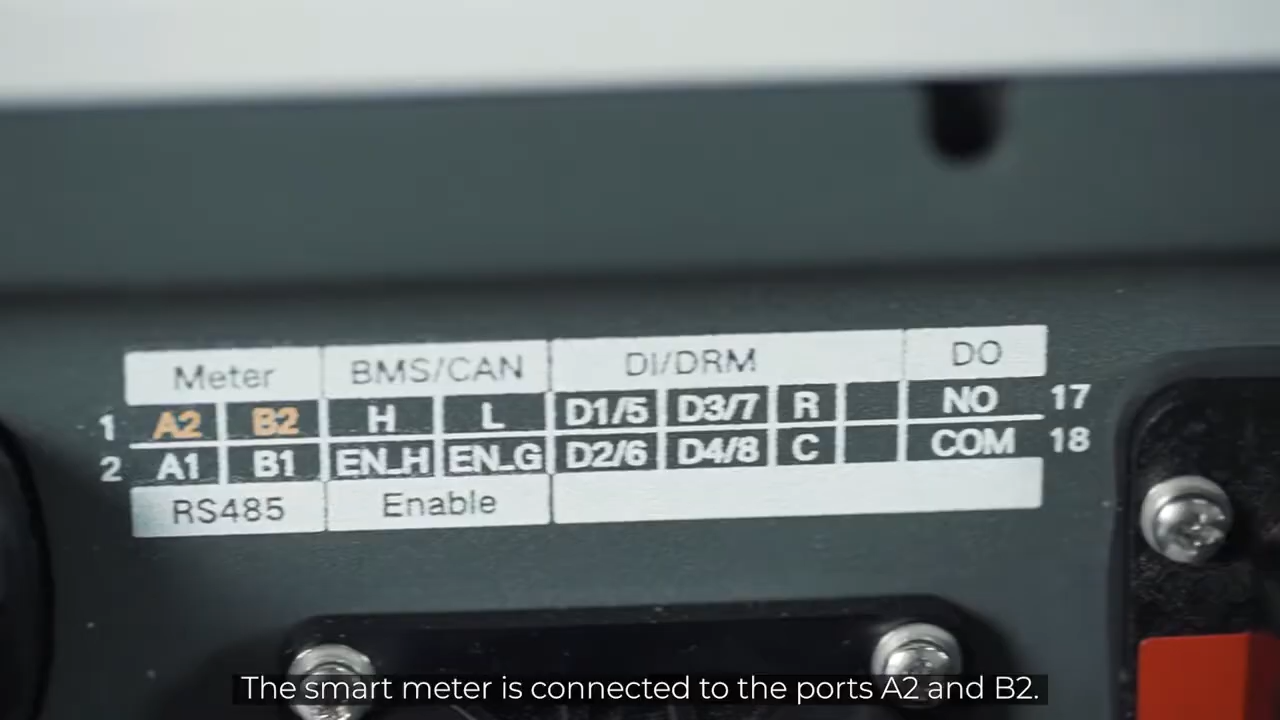 Meter BMS/CAN DI/DRM DO
1 A2 B2 H L D1/5 D3/7 R NO 17
2 A1 B1 EN_H EN_G D2/6 D4/8 C COM 18
RS485 Enable
The smart meter is connected to the ports A2 and B2.